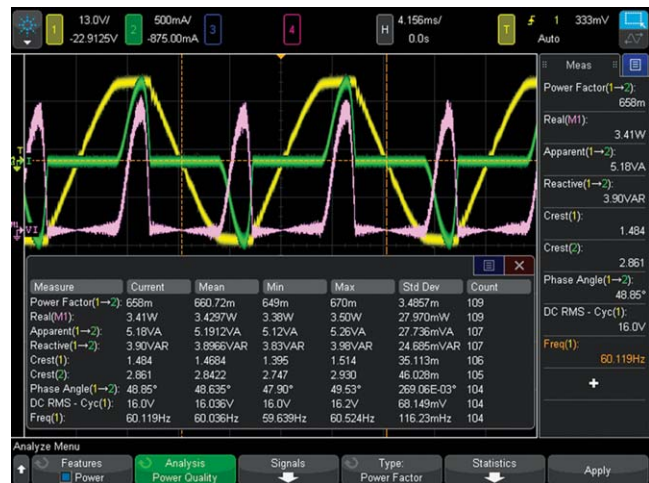 1 13.0V/ -22.9125V 2 500mA/ -875.00mA 3 4 H 4.156ms/ 0.0s T 1 333mV Auto
Meas
Power Factor(1→2):
658m
Real(M1):
3.41W
Apparent(1→2):
5.18VA
Reactive(1→2):
3.90VAR
Crest(1):
1.484
Crest(2):
2.861
Phase Angle(1→2):
48.85°
DC RMS - Cyc(1):
16.0V
Freq(1):
60.119Hz
T
I
VI
Measure Current Mean Min Max Std Dev Count
Power Factor(1→2): 658m 660.72m 649m 670m 3.4857m 109
Real(M1): 3.41W 3.4297W 3.38W 3.50W 27.970mW 109
Apparent(1→2): 5.18VA 5.1912VA 5.12VA 5.26VA 27.736mVA 107
Reactive(1→2): 3.90VAR 3.8966VAR 3.83VAR 3.98VAR 24.685mVAR 107
Crest(1): 1.484 1.4684 1.395 1.514 35.113m 106
Crest(2): 2.861 2.8422 2.747 2.930 46.028m 105
Phase Angle(1→2): 48.85° 48.635° 47.90° 49.53° 269.06E-03° 104
DC RMS - Cyc(1): 16.0V 16.036V 16.0V 16.2V 68.149mV 104
Freq(1): 60.119Hz 60.036Hz 59.639Hz 60.524Hz 116.23mHz 104
Analyze Menu
Features Power
Analysis Power Quality
Signals
Type: Power Factor
Statistics
Apply